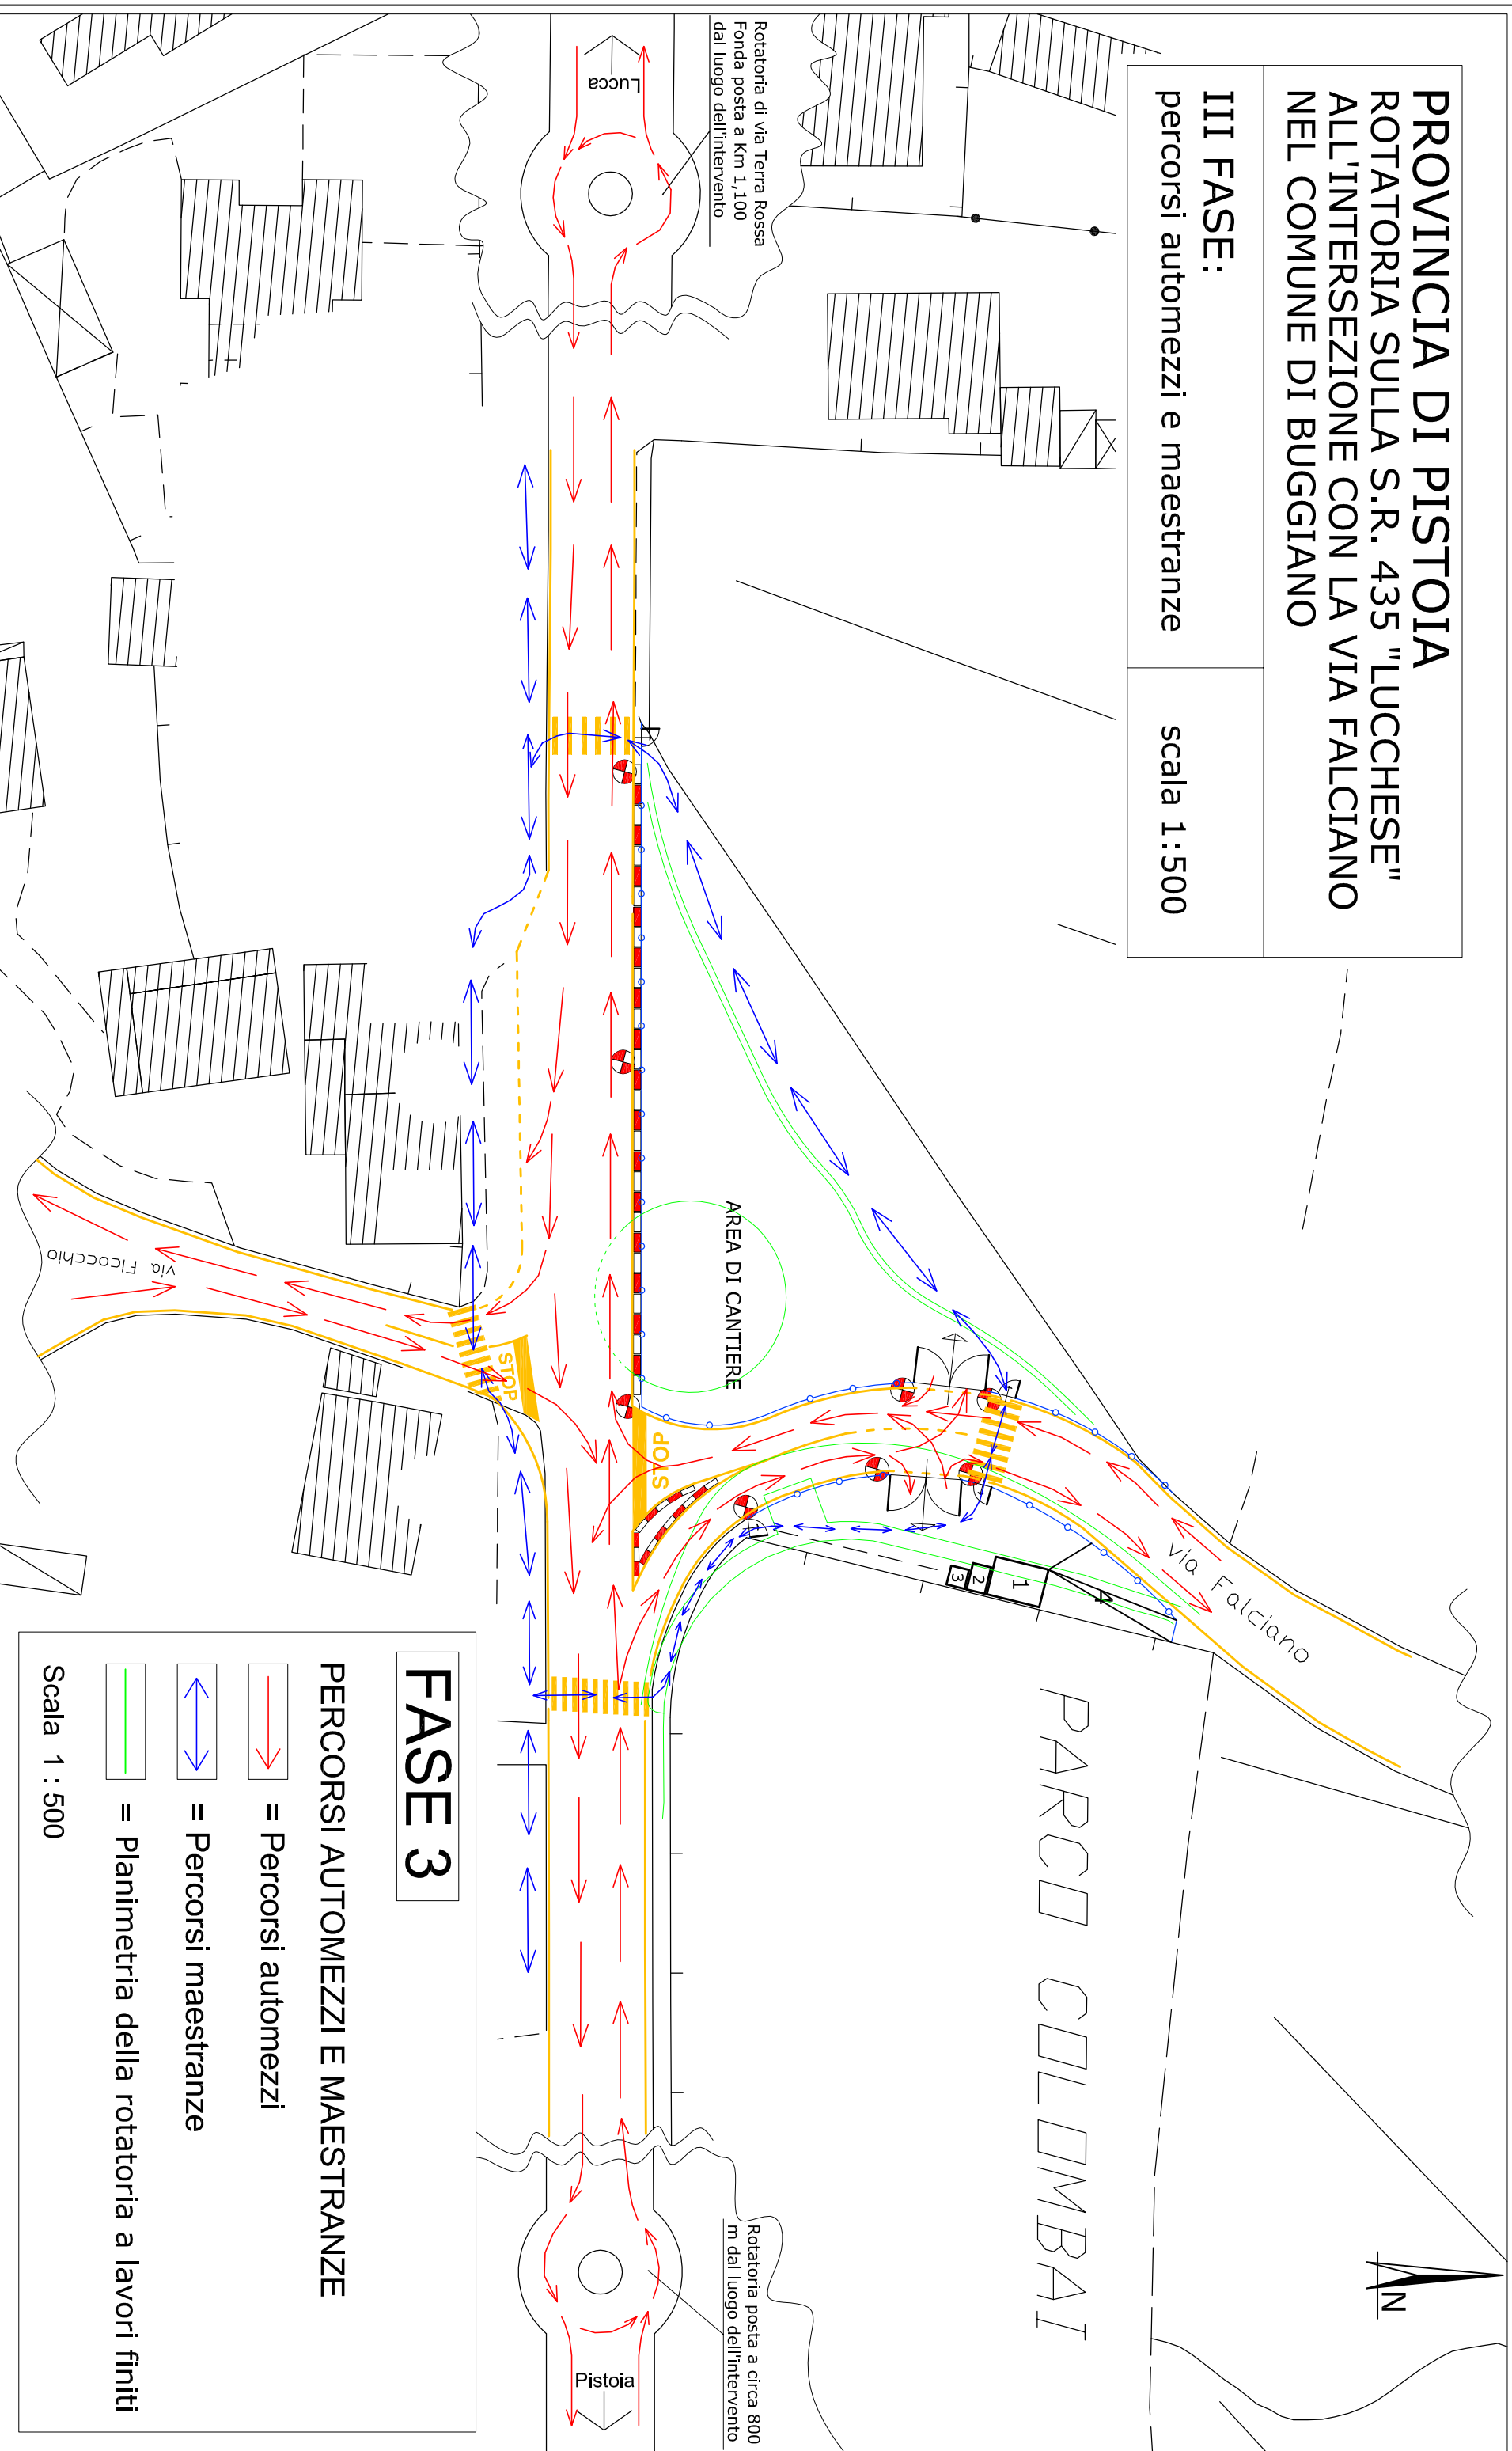 PROVINCIA DI PISTOIA
ROTATORIA SULLA S.R. 435 "LUCCHESE"
ALL'INTERSEZIONE CON LA VIA FALCIANO
NEL COMUNE DI BUGGIANO
III FASE:
percorsi automezzi e maestranze
scala 1:500
Rotatoria di via Terra Rossa
Fonda posta a Km 1,100
dal luogo dell'intervento
Lucca
AREA DI CANTIERE
STOP
STOP
via Ficocchio
via Falciano
1
2
3
4
PARCO COLOMBAI
N
Rotatoria posta a circa 800
m dal luogo dell'intervento
Pistoia
FASE 3
PERCORSI AUTOMEZZI E MAESTRANZE
= Percorsi automezzi
= Percorsi maestranze
= Planimetria della rotatoria a lavori finiti
Scala 1 : 500